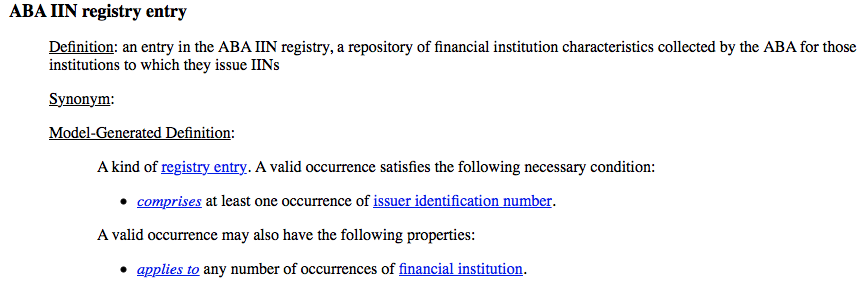 ABA IIN registry entry
Definition: an entry in the ABA IIN registry, a repository of financial institution characteristics collected by the ABA for those
institutions to which they issue IINs
Synonym:
Model-Generated Definition:
A kind of registry entry. A valid occurrence satisfies the following necessary condition:
• comprises at least one occurrence of issuer identification number.
A valid occurrence may also have the following properties:
• applies to any number of occurrences of financial institution.